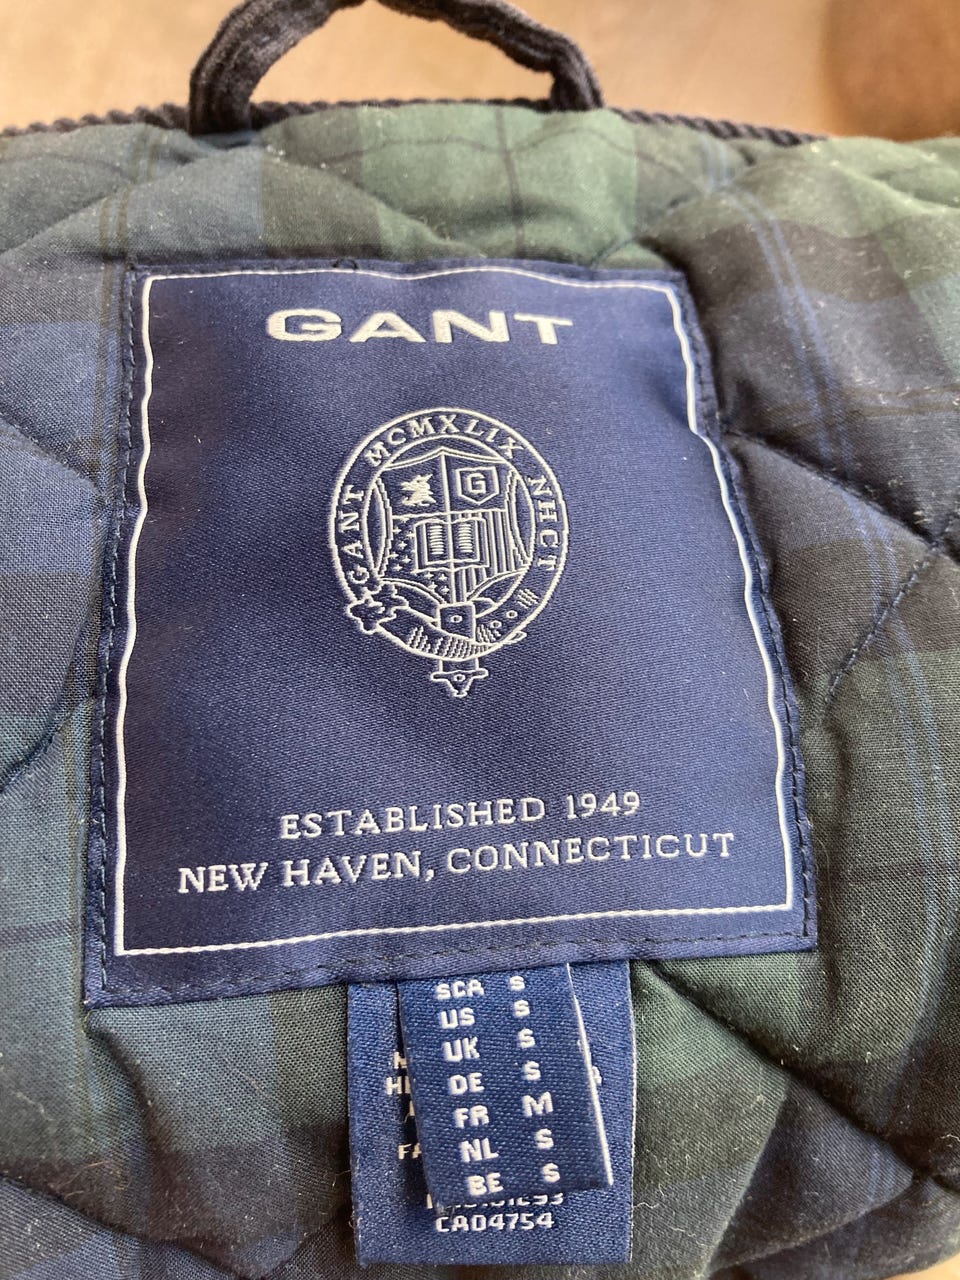 GANT
GANT MCMXLIX NHCT
G
ESTABLISHED 1949
NEW HAVEN, CONNECTICUT
SCA S
US S
UK S
DE S
FR M
NL S
BE S
CA04754